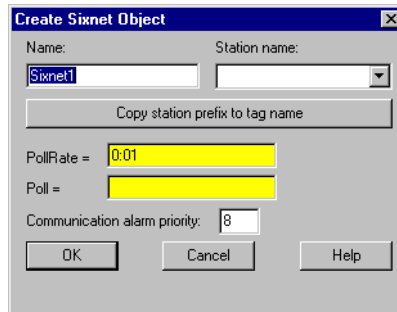 Create Sixnet Object
Name: Station name:
Sixnet1
Copy station prefix to tag name
PollRate = 0:01
Poll =
Communication alarm priority: 8
OK Cancel Help